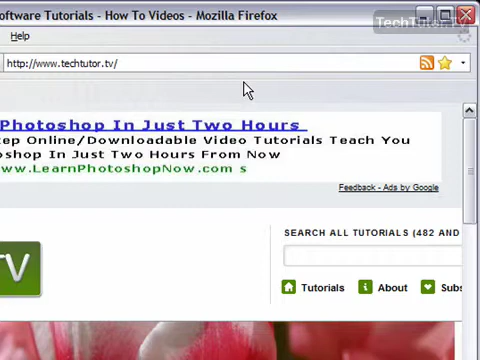 oftware Tutorials - How To Videos - Mozilla Firefox
TechTutor.TV
Help
http://www.techtutor.tv/
Photoshop In Just Two Hours
tep Online/Downloadable Video Tutorials Teach You
oshop In Just Two Hours From Now
ww.LearnPhotoshopNow.com s
Feedback - Ads by Google
SEARCH ALL TUTORIALS (482 AND
TV
Tutorials
About
Subs